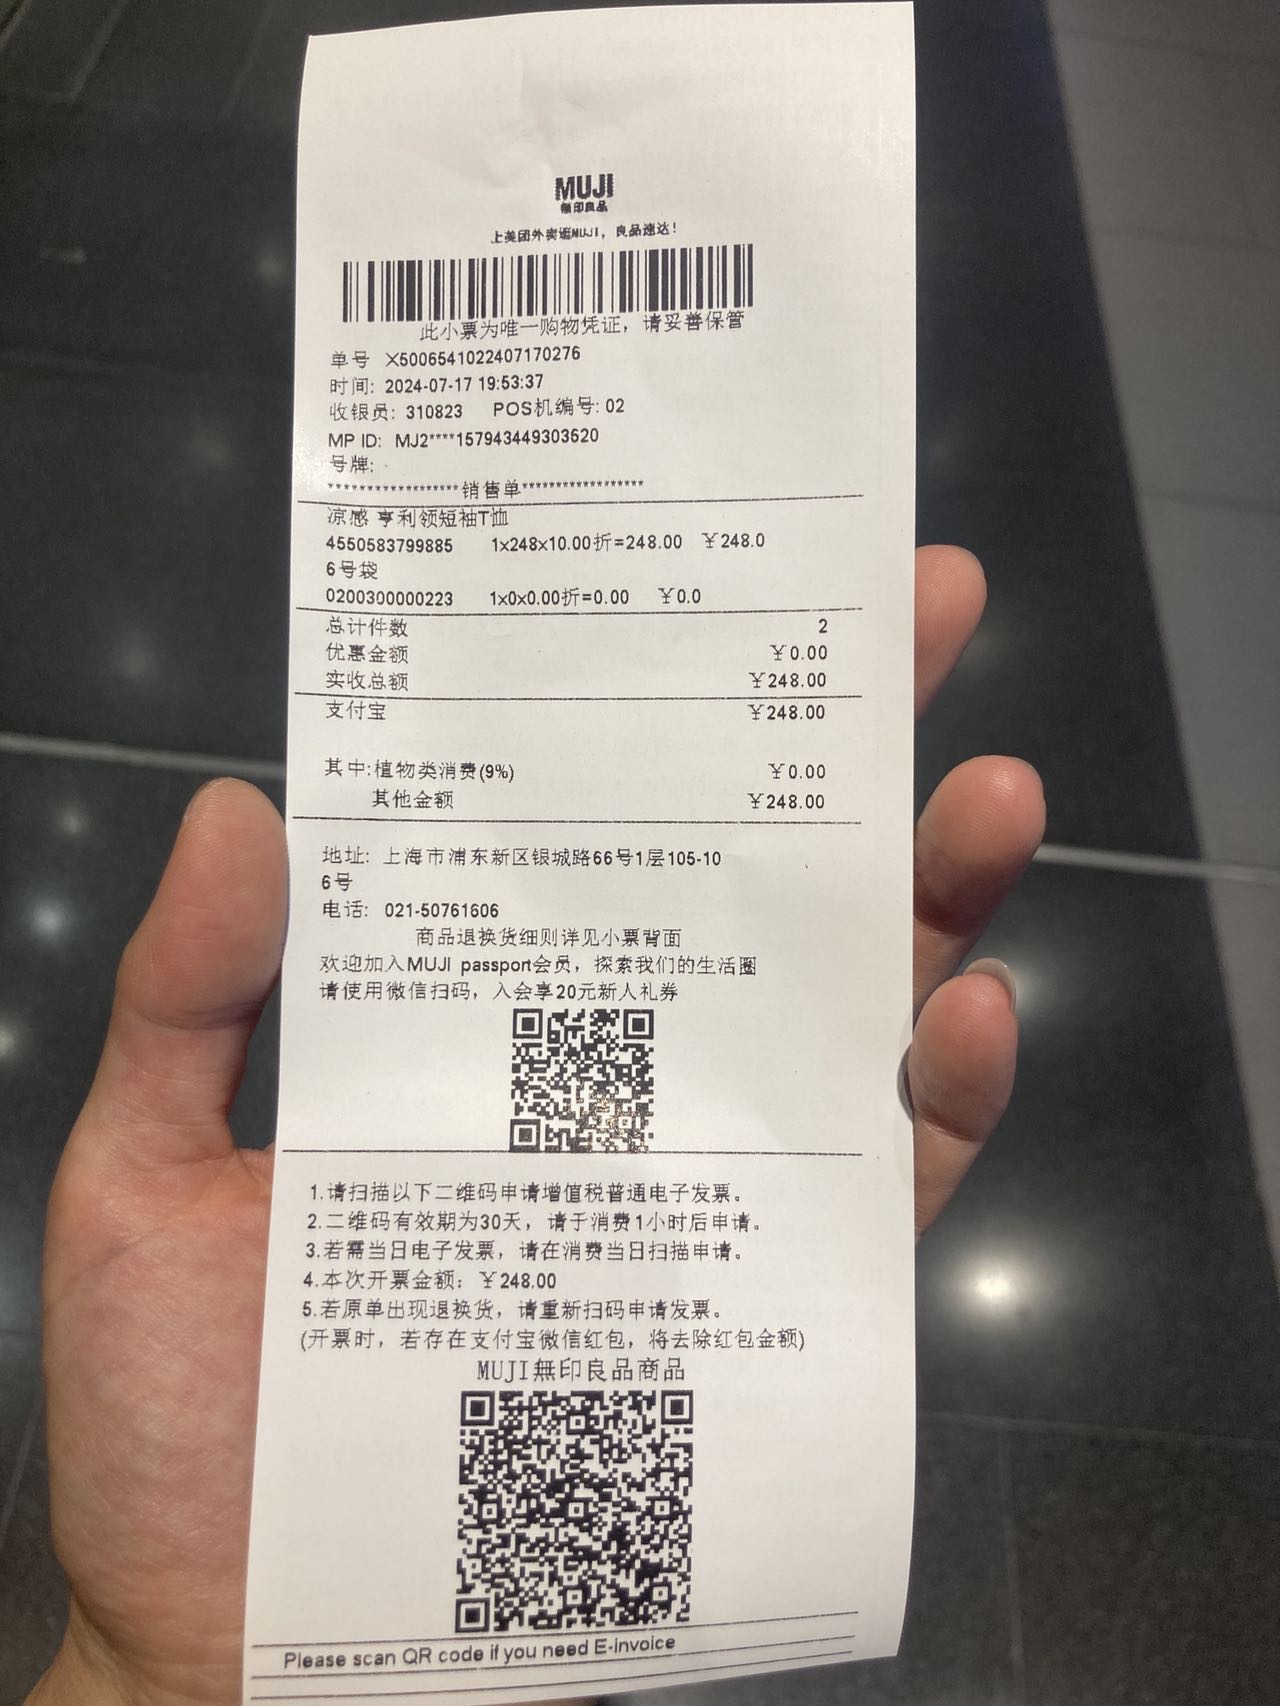 MUJI
無印良品
上美团外卖逛MUJI，良品速达！
此小票为唯一购物凭证，请妥善保管
单号 X5006541022407170276
时间: 2024-07-17 19:53:37
收银员: 310823 POS机编号: 02
MP ID: MJ2****157943449303620
号牌:
*****************销售单*****************
凉感 亨利领短袖T恤
4550583799885 1x248x10.00折=248.00 ￥248.0
6号袋
0200300000223 1x0x0.00折=0.00 ￥0.0
总计件数 2
优惠金额 ￥0.00
实收总额 ￥248.00
支付宝 ￥248.00
其中:植物类消费(9%) ￥0.00
其他金额 ￥248.00
地址: 上海市浦东新区银城路66号1层105-10
6号
电话: 021-50761606
商品退换货细则详见小票背面
欢迎加入MUJI passport会员，探索我们的生活圈
请使用微信扫码，入会享20元新人礼券
1.请扫描以下二维码申请增值税普通电子发票。
2.二维码有效期为30天，请于消费1小时后申请。
3.若需当日电子发票，请在消费当日扫描申请。
4.本次开票金额: ￥248.00
5.若原单出现退换货，请重新扫码申请发票。
(开票时，若存在支付宝微信红包，将去除红包金额)
MUJI無印良品商品
Please scan QR code if you need E-invoice